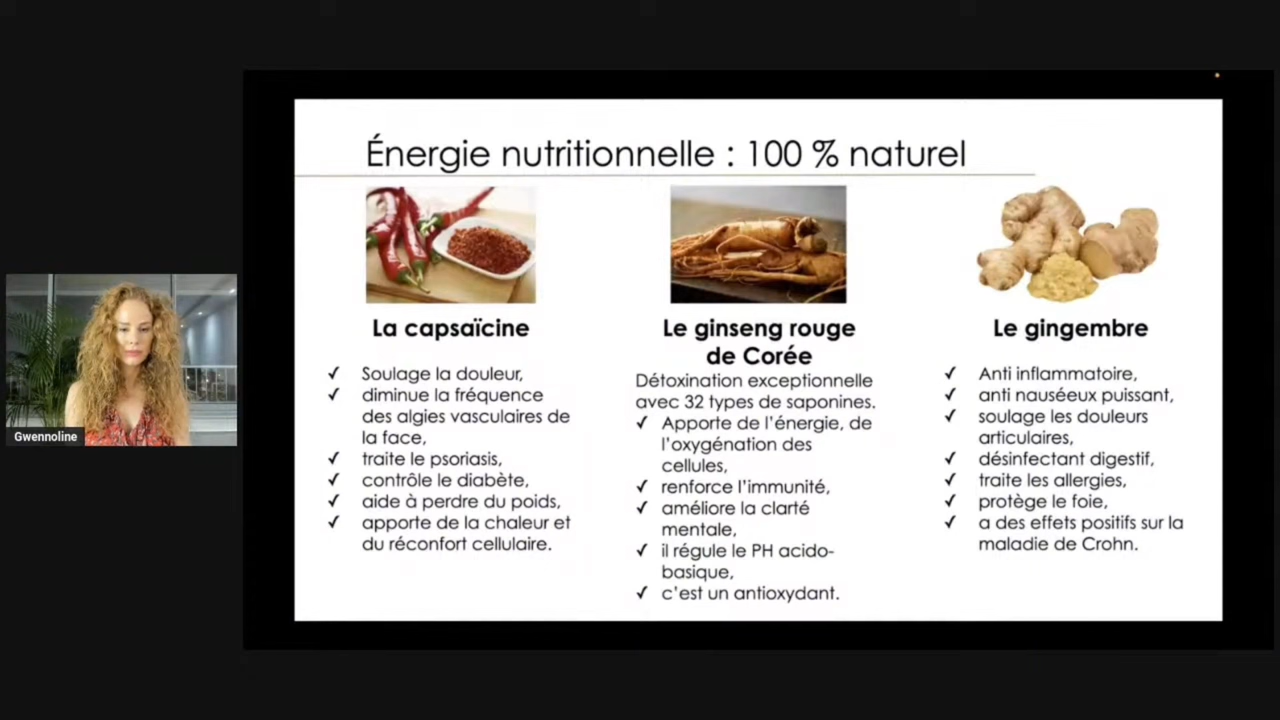 Énergie nutritionnelle : 100 % naturel
La capsaïcine
✓ Soulage la douleur,
✓ diminue la fréquence
des algies vasculaires de
la face,
✓ traite le psoriasis,
✓ contrôle le diabète,
✓ aide à perdre du poids,
✓ apporte de la chaleur et
du réconfort cellulaire.
Le ginseng rouge
de Corée
Détoxination exceptionnelle
avec 32 types de saponines.
✓ Apporte de l’énergie, de
l’oxygénation des
cellules,
✓ renforce l’immunité,
✓ améliore la clarté
mentale,
✓ il régule le PH acido-
basique,
✓ c’est un antioxydant.
Le gingembre
✓ Anti inflammatoire,
✓ anti nauséeux puissant,
✓ soulage les douleurs
articulaires,
✓ désinfectant digestif,
✓ traite les allergies,
✓ protège le foie,
✓ a des effets positifs sur la
maladie de Crohn.
Gwennoline